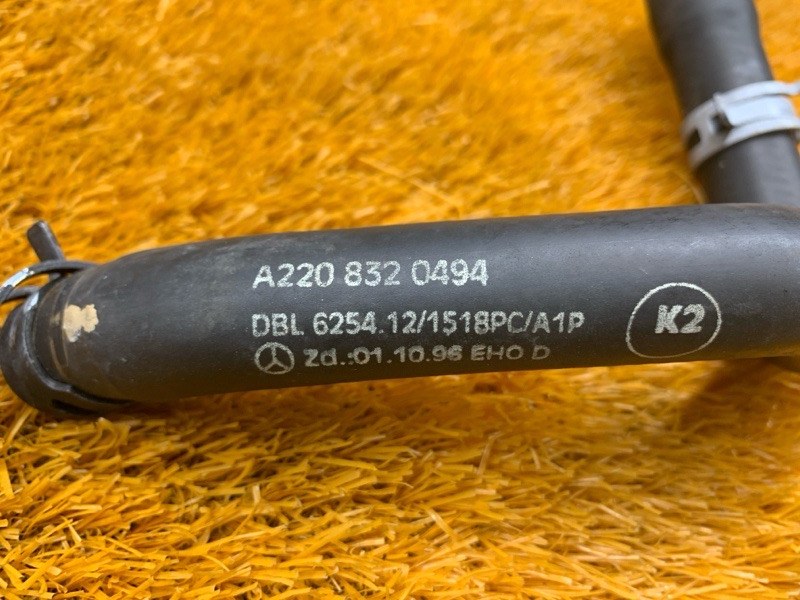 A220 832 0494
DBL 6254.12/1518PC/A1P
Zd.:01.10.96 EHO D
K2